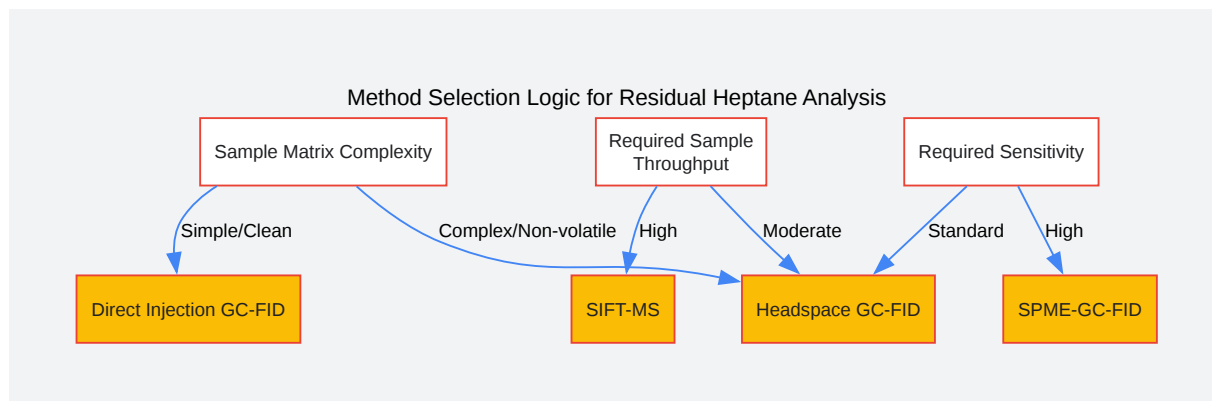 Method Selection Logic for Residual Heptane Analysis
Sample Matrix Complexity
Required Sample
Throughput
Required Sensitivity
Simple/Clean
Complex/Non-volatile
High
Moderate
Standard
High
Direct Injection GC-FID
SIFT-MS
Headspace GC-FID
SPME-GC-FID